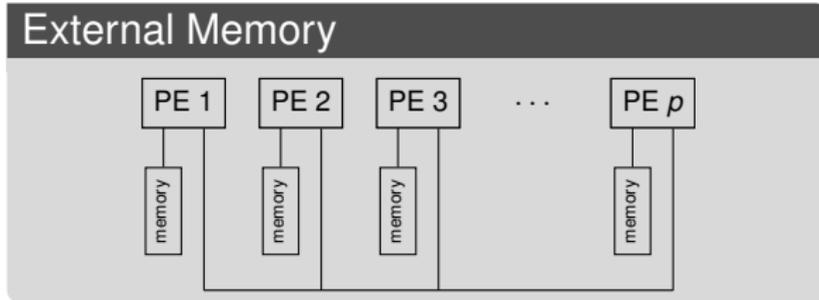 External Memory
PE 1 PE 2 PE 3 ... PE p
memory memory memory memory